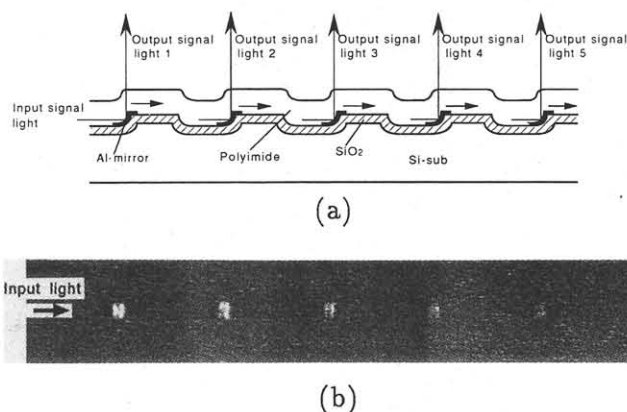 Output signal
light 1
Output signal
light 2
Output signal
light 3
Output signal
light 4
Output signal
light 5
Input signal
light
Al-mirror
Polyimide
SiO₂
Si-sub
(a)
Input light
(b)